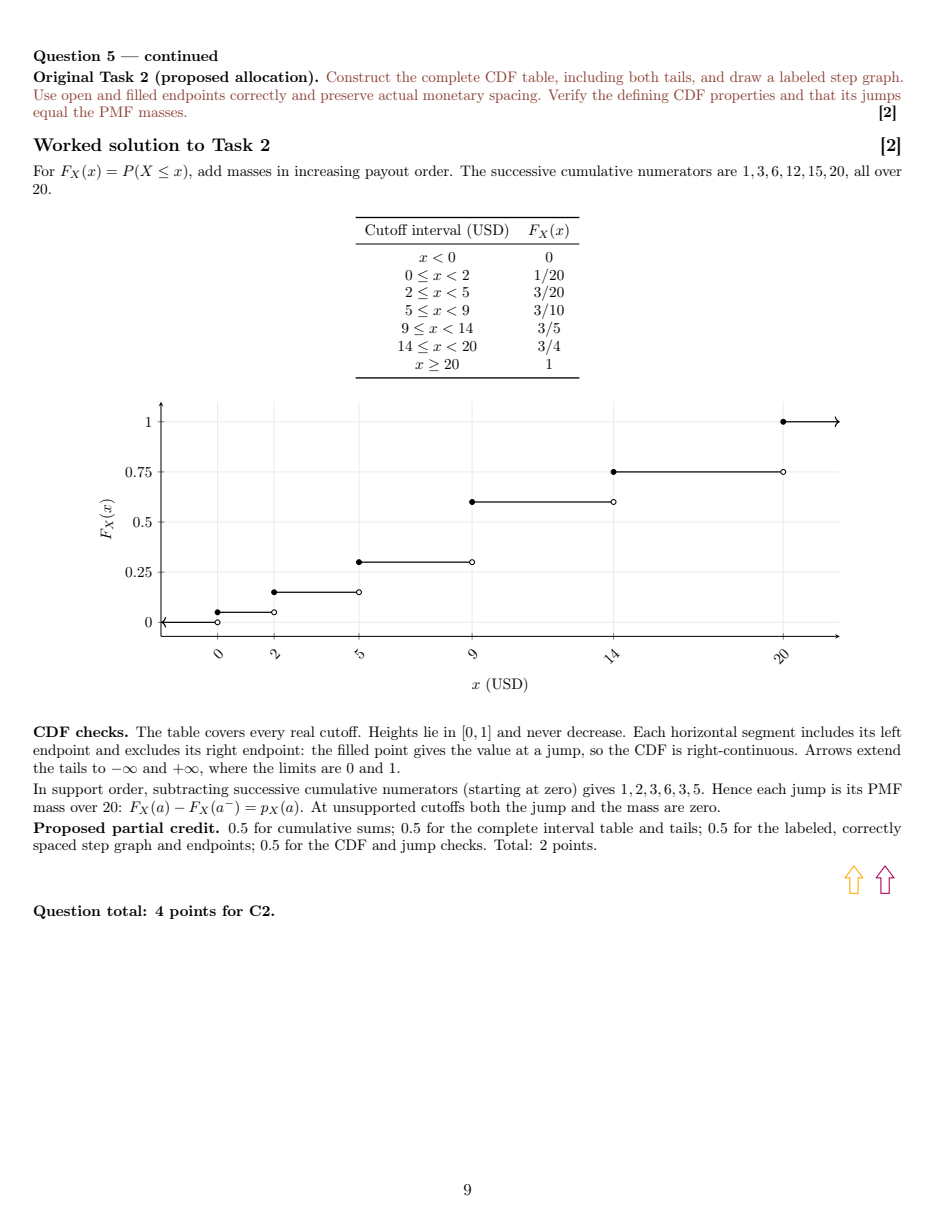 Question 5 — continued
Original Task 2 (proposed allocation). Construct the complete CDF table, including both tails, and draw a labeled step graph.
Use open and filled endpoints correctly and preserve actual monetary spacing. Verify the defining CDF properties and that its jumps
equal the PMF masses. [2]
Worked solution to Task 2 [2]
For F_X(x) = P(X ≤ x), add masses in increasing payout order. The successive cumulative numerators are 1, 3, 6, 12, 15, 20, all over
20.
Cutoff interval (USD) F_X(x)
x < 0 0
0 ≤ x < 2 1/20
2 ≤ x < 5 3/20
5 ≤ x < 9 3/10
9 ≤ x < 14 3/5
14 ≤ x < 20 3/4
x ≥ 20 1
1
0.75
0.5
0.25
0
F_X(x)
0 2 5 9 14 20
x (USD)
CDF checks. The table covers every real cutoff. Heights lie in [0, 1] and never decrease. Each horizontal segment includes its left
endpoint and excludes its right endpoint: the filled point gives the value at a jump, so the CDF is right-continuous. Arrows extend
the tails to −∞ and +∞, where the limits are 0 and 1.
In support order, subtracting successive cumulative numerators (starting at zero) gives 1, 2, 3, 6, 3, 5. Hence each jump is its PMF
mass over 20: F_X(a) − F_X(a⁻) = p_X(a). At unsupported cutoffs both the jump and the mass are zero.
Proposed partial credit. 0.5 for cumulative sums; 0.5 for the complete interval table and tails; 0.5 for the labeled, correctly
spaced step graph and endpoints; 0.5 for the CDF and jump checks. Total: 2 points.
Question total: 4 points for C2.
9